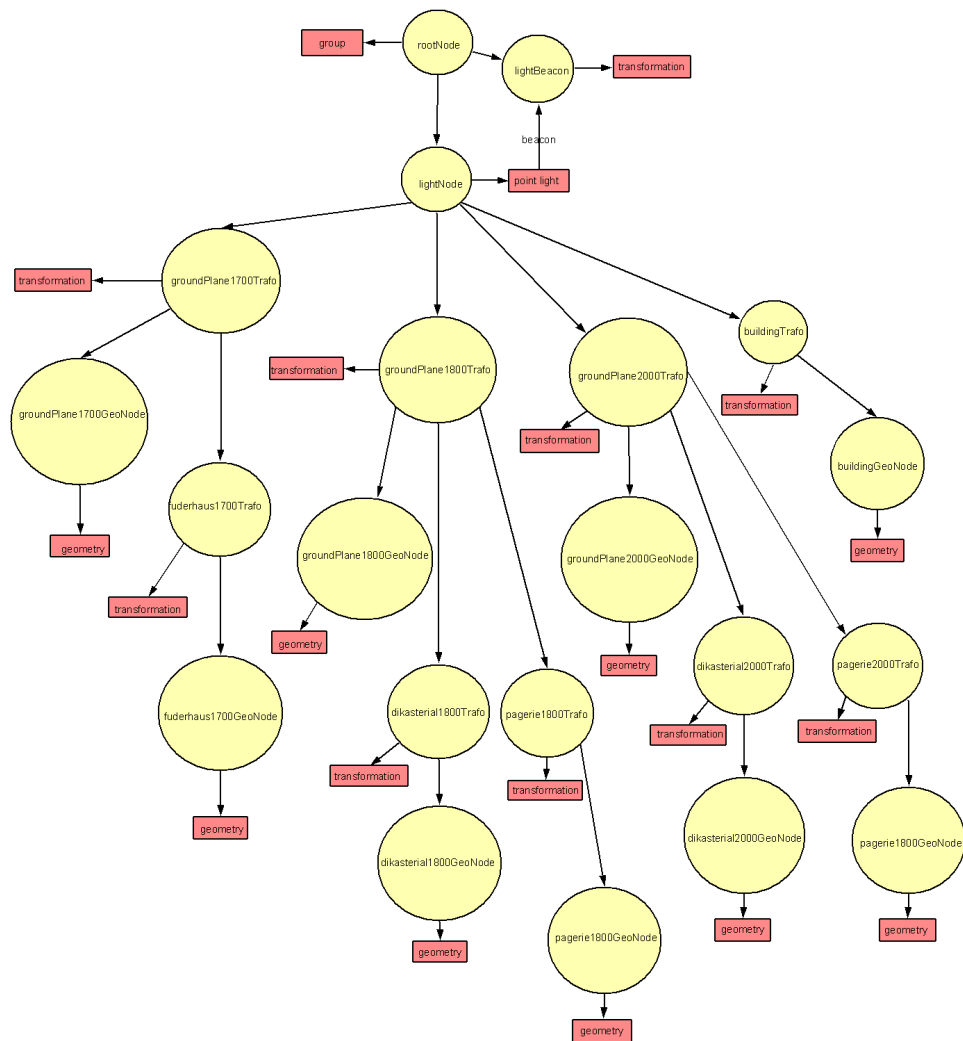 group
rootNode
lightBeacon
transformation
beacon
lightNode
point light
groundPlane1700Trafo
transformation
buildingTrafo
groundPlane1800Trafo
transformation
groundPlane2000Trafo
transformation
groundPlane1700GeoNode
transformation
buildingGeoNode
fuderhaus1700Trafo
geometry
geometry
groundPlane1800GeoNode
groundPlane2000GeoNode
transformation
geometry
geometry
dikasterial2000Trafo
pagerie2000Trafo
fuderhaus1700GeoNode
dikasterial1800Trafo
pagerie1800Trafo
transformation
transformation
transformation
transformation
geometry
dikasterial2000GeoNode
pagerie1800GeoNode
dikasterial1800GeoNode
geometry
geometry
pagerie1800GeoNode
geometry
geometry